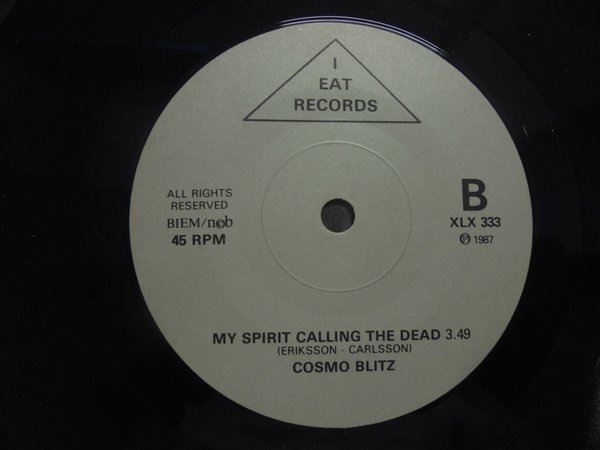 I
EAT
RECORDS
ALL RIGHTS
RESERVED
BIEM/n©b
45 RPM
B
XLX 333
℗ 1987
MY SPIRIT CALLING THE DEAD 3.49
(ERIKSSON - CARLSSON)
COSMO BLITZ